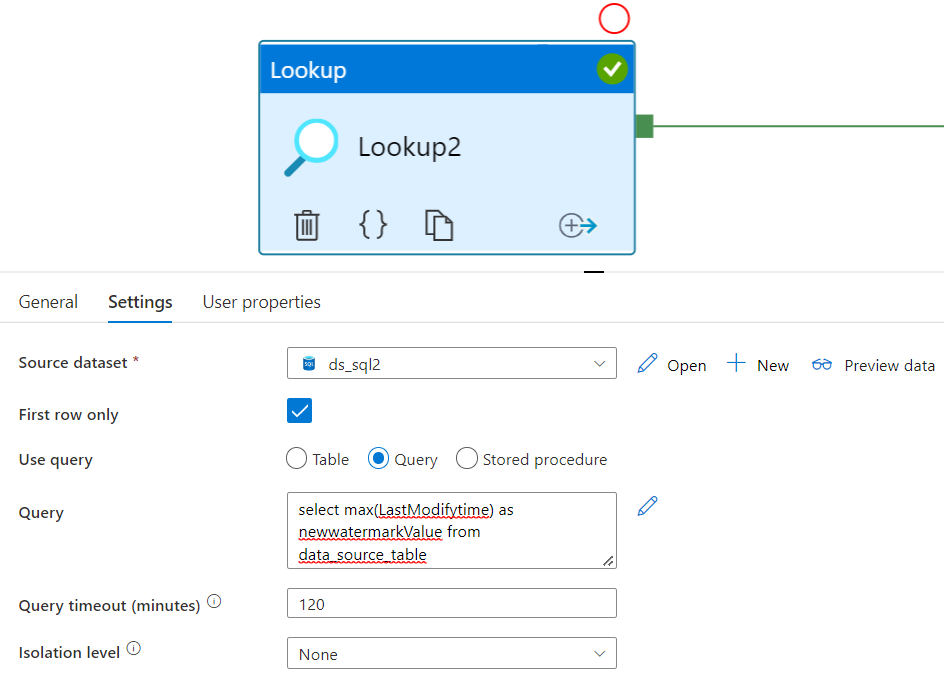 Lookup
Lookup2
General Settings User properties
Source dataset * SQL ds_sql2 Open New Preview data
First row only
Use query Table Query Stored procedure
Query
select max(LastModifytime) as
newwatermarkValue from
data_source_table
Query timeout (minutes) 120
Isolation level None